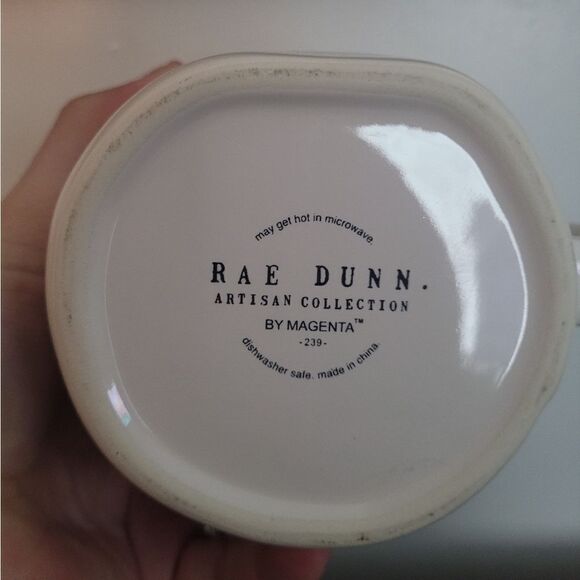 may get hot in microwave.
RAE DUNN.
ARTISAN COLLECTION
BY MAGENTA™
-239-
dishwasher safe. made in china.